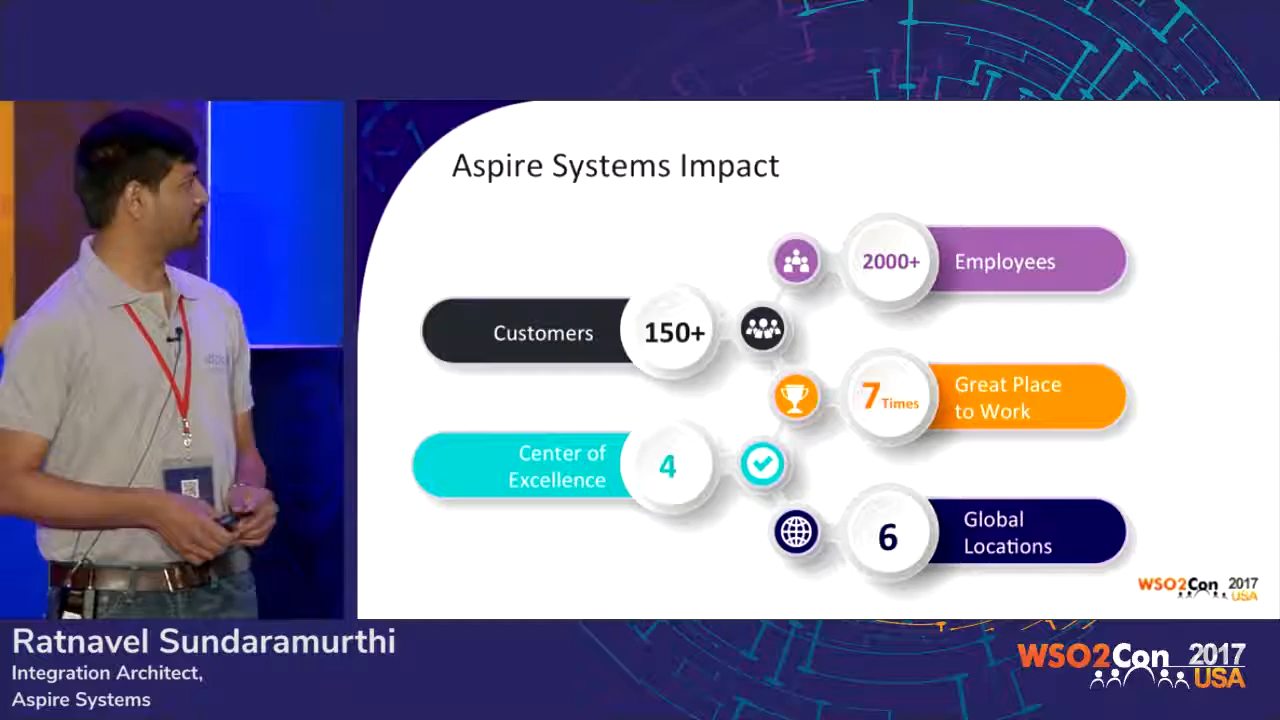 Aspire Systems Impact
2000+
Employees
Customers
150+
7 Times
Great Place
to Work
Center of
Excellence
4
6
Global
Locations
WSO2Con 2017
USA
Ratnavel Sundaramurthi
Integration Architect,
Aspire Systems
WSO2Con 2017
USA